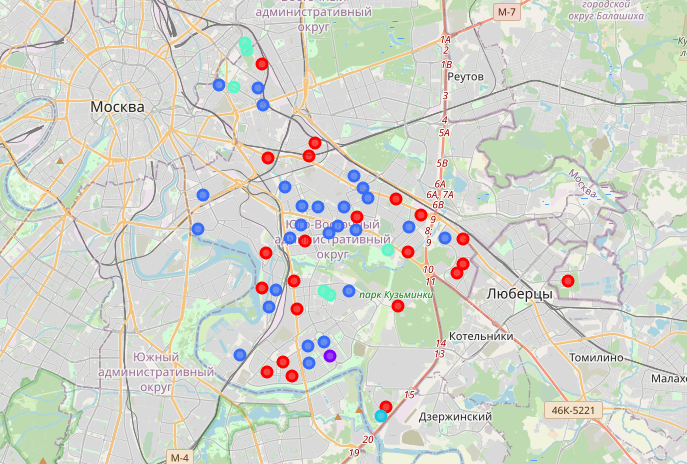 административный
округ
М-7
городской
округ Балашиха
1А
2
1В
Реутов
3
Москва
4
5А
5В
Москва
6А
6А, 7А
6В
9
8
9
Юго-Восточный
административный
округ
10
11
парк Кузьминки
Люберцы
14
13
Котельники
Южный
административный
округ
Томилино
15
46К-5221
Дзержинский
20
19
М-4